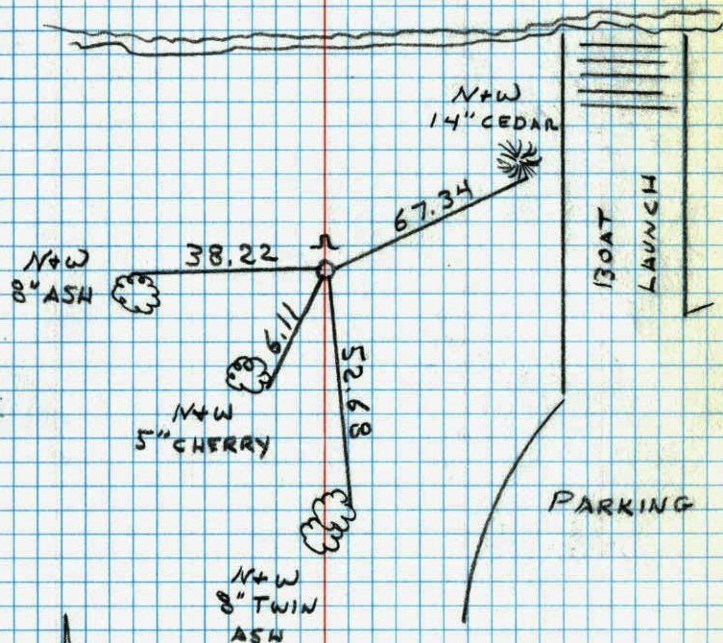 N+W
14" CEDAR
67.34
38.22
N+W
8" ASH
6.11
52.68
N+W
5" CHERRY
N+W
8" TWIN
ASH
BOAT
LAUNCH
PARKING